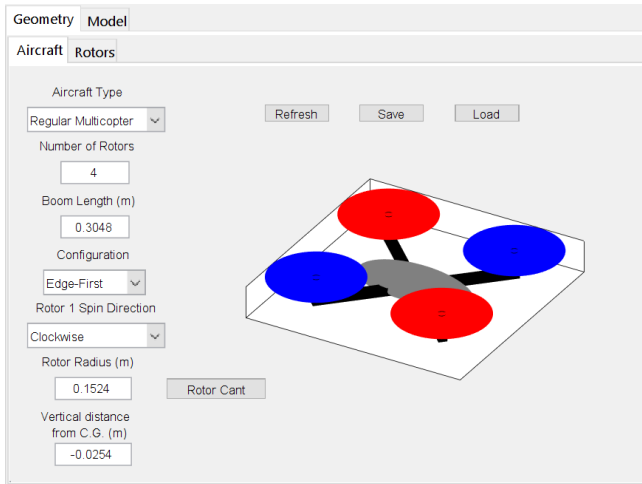 Geometry Model
Aircraft Rotors
Aircraft Type
Regular Multicopter
Refresh Save Load
Number of Rotors
4
Boom Length (m)
0.3048
Configuration
Edge-First
Rotor 1 Spin Direction
Clockwise
Rotor Radius (m)
0.1524
Rotor Cant
Vertical distance
from C.G. (m)
-0.0254